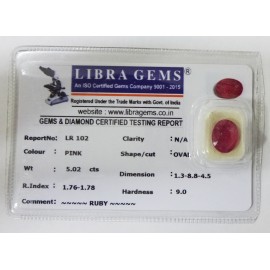 LIBRA GEMS
An ISO Certified Gems Company 9001 - 2015
Registered Under the Trade Marks with Govt. of India
website : www.libragems.co.in
GEMS & DIAMOND CERTIFIED TESTING REPORT
ReportNo: LR 102 Clarity : N/A
Colour : PINK Shape/cut : OVAL
Wt : 5.02 cts Dimension : 1.3-8.8-4.5
R.Index : 1.76-1.78 Hardness : 9.0
Comment ~~~~~ RUBY ~~~~~